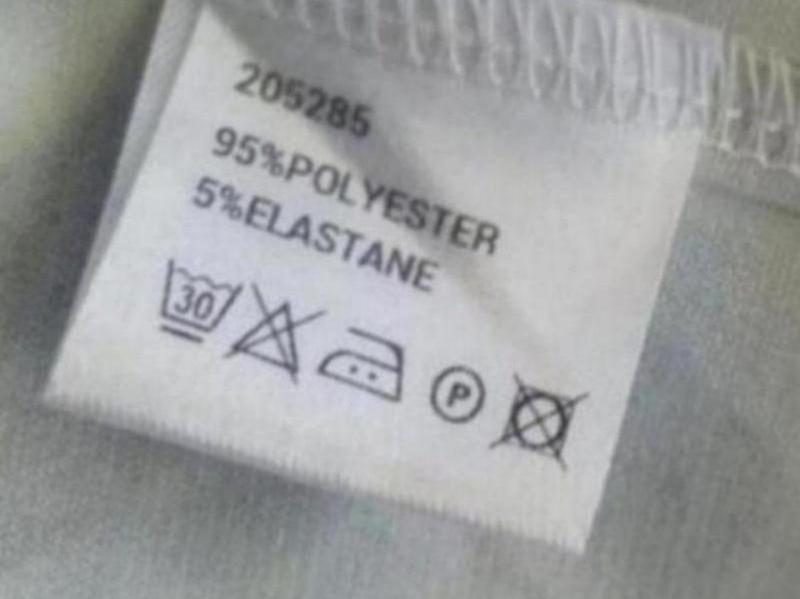 205285
95%POLYESTER
5%ELASTANE
30 P